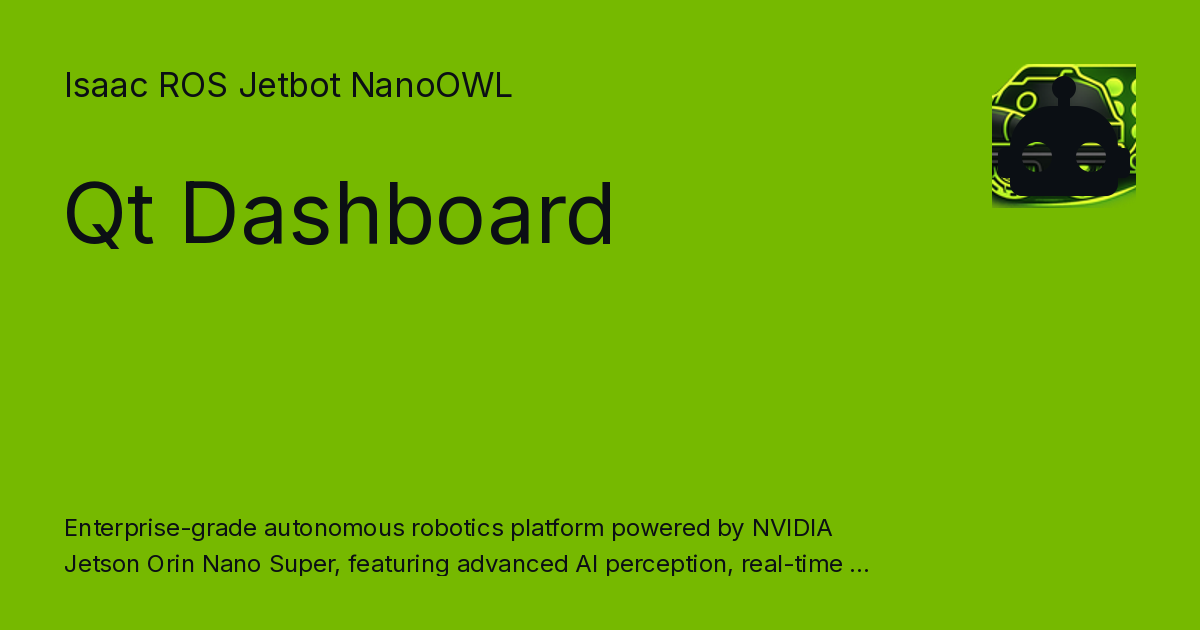 Isaac ROS Jetbot NanoOWL
Qt Dashboard
Enterprise-grade autonomous robotics platform powered by NVIDIA
Jetson Orin Nano Super, featuring advanced AI perception, real-time ...